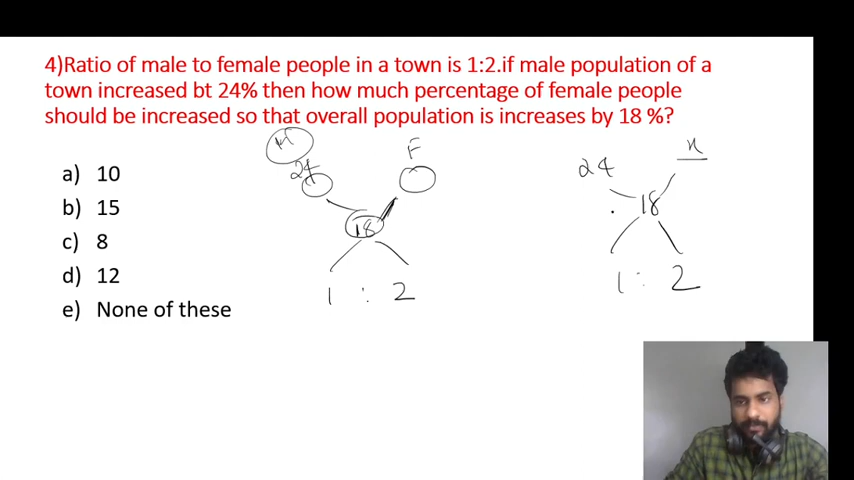 4)Ratio of male to female people in a town is 1:2.if male population of a
town increased bt 24% then how much percentage of female people
should be increased so that overall population is increases by 18 %?
M
F
24
18
1 : 2
24
x
18
1 : 2
a) 10
b) 15
c) 8
d) 12
e) None of these